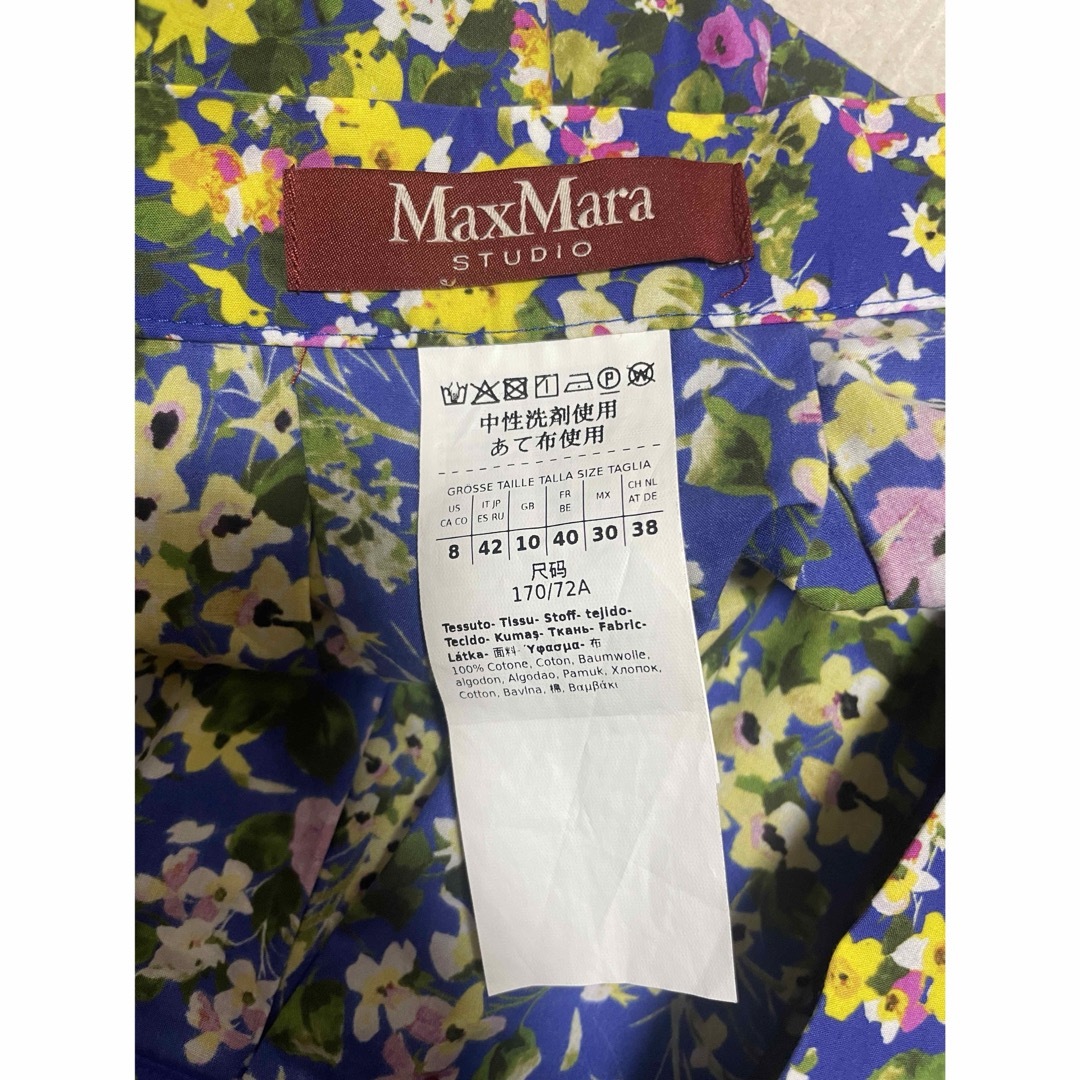 MaxMara
STUDIO
P W
中性洗剤使用
あて布使用
GRÖSSE TAILLE TALLA SIZE TAGLIA
US CA CO
IT JP ES RU
GB
FR BE
MX
CH NL AT DE
8 42 10 40 30 38
尺码
170/72A
Tessuto- Tissu- Stoff- tejido-
Tecido- Kumaş- Ткань- Fabric-
Látka- 面料- Ύφασμα- 布
100% Cotone, Coton, Baumwolle,
algodon, Algodao, Pamuk, Хлопок,
Cotton, Bavlna, 棉, Βαμβάκι